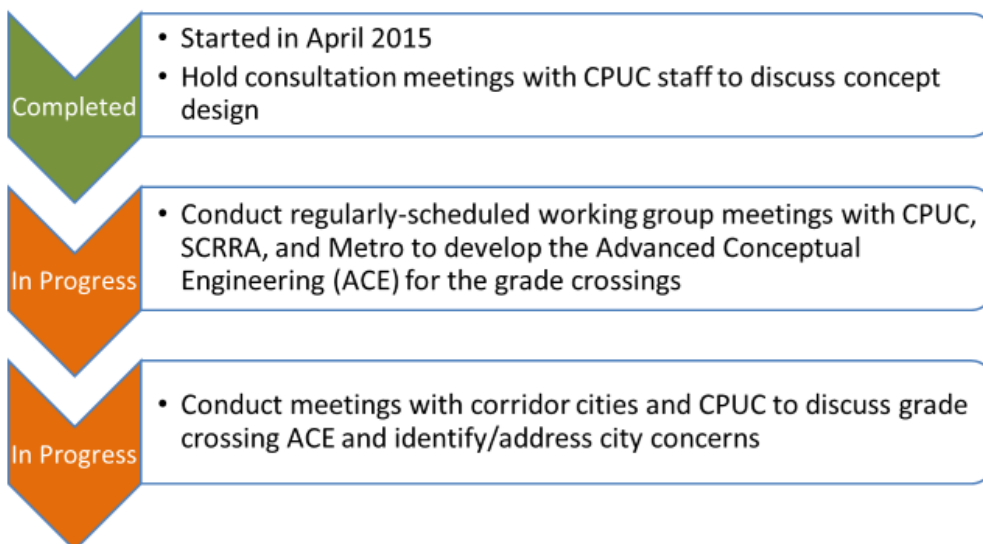 Completed
• Started in April 2015
• Hold consultation meetings with CPUC staff to discuss concept
design
In Progress
• Conduct regularly-scheduled working group meetings with CPUC,
SCRRA, and Metro to develop the Advanced Conceptual
Engineering (ACE) for the grade crossings
In Progress
• Conduct meetings with corridor cities and CPUC to discuss grade
crossing ACE and identify/address city concerns